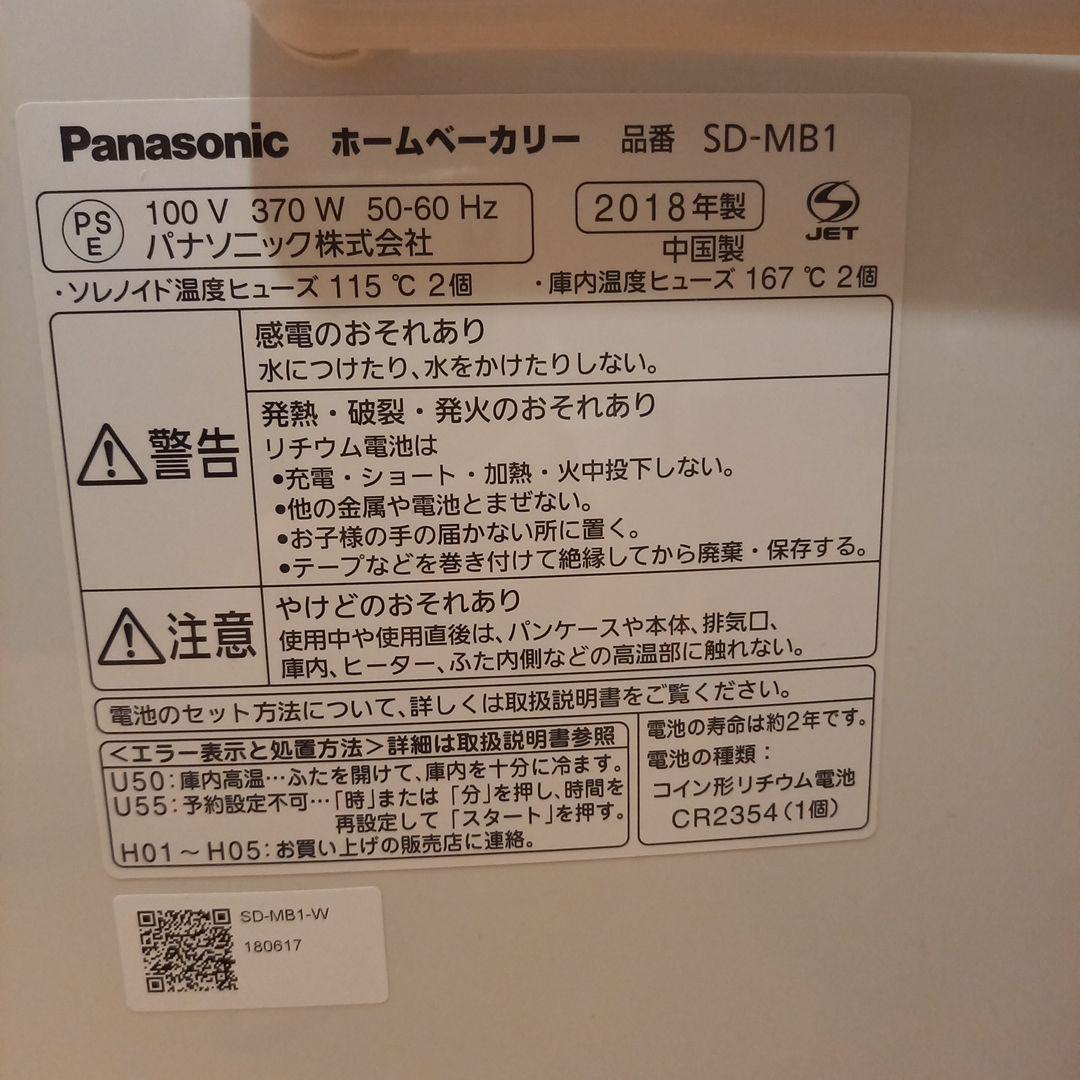 Panasonic ホームベーカリー 品番 SD-MB1
PS
E
100 V 370 W 50-60 Hz
パナソニック株式会社
2018年製
中国製
JET
・ソレノイド温度ヒューズ 115 ℃ 2個 ・庫内温度ヒューズ 167 ℃ 2個
警告
感電のおそれあり
水につけたり、水をかけたりしない。
発熱・破裂・発火のおそれあり
リチウム電池は
●充電・ショート・加熱・火中投下しない。
●他の金属や電池とまぜない。
●お子様の手の届かない所に置く。
●テープなどを巻き付けて絶縁してから廃棄・保存する。
注意
やけどのおそれあり
使用中や使用直後は、パンケースや本体、排気口、
庫内、ヒーター、ふた内側などの高温部に触れない。
電池のセット方法について、詳しくは取扱説明書をご覧ください。
＜エラー表示と処置方法＞詳細は取扱説明書参照
U50：庫内高温…ふたを開けて、庫内を十分に冷ます。
U55：予約設定不可…「時」または「分」を押し、時間を
再設定して「スタート」を押す。
H01～H05：お買い上げの販売店に連絡。
電池の寿命は約2年です。
電池の種類：
コイン形リチウム電池
CR2354（1個）
SD-MB1-W
180617